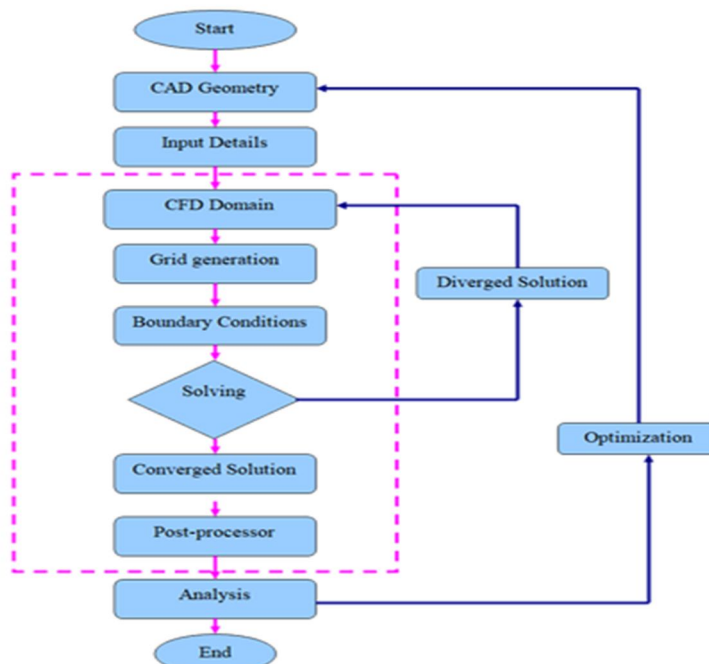 Start
CAD Geometry
Input Details
CFD Domain
Grid generation
Diverged Solution
Boundary Conditions
Solving
Optimization
Converged Solution
Post-processor
Analysis
End